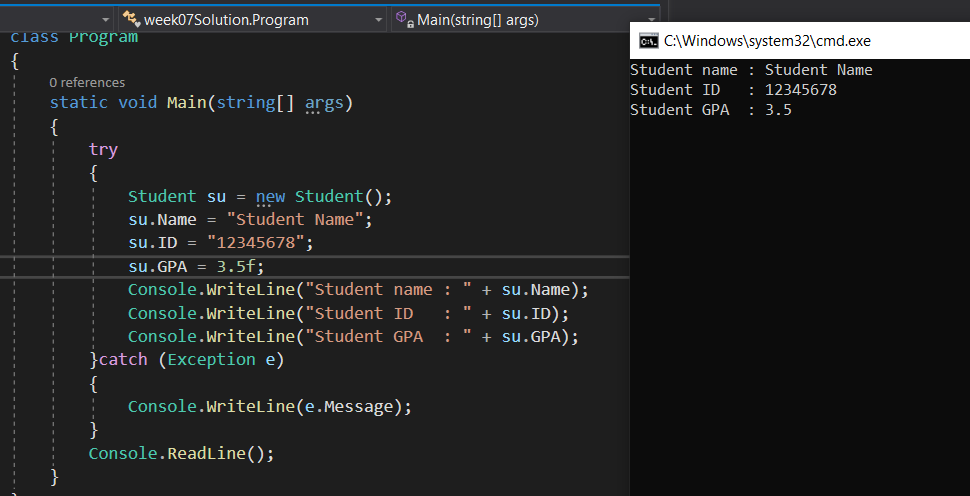 week07Solution.Program
Main(string[] args)
class Program
{
0 references
static void Main(string[] args)
{
try
{
Student su = new Student();
su.Name = "Student Name";
su.ID = "12345678";
su.GPA = 3.5f;
Console.WriteLine("Student name : " + su.Name);
Console.WriteLine("Student ID   : " + su.ID);
Console.WriteLine("Student GPA  : " + su.GPA);
}catch (Exception e)
{
Console.WriteLine(e.Message);
}
Console.ReadLine();
}
}
C:\Windows\system32\cmd.exe
Student name : Student Name
Student ID   : 12345678
Student GPA  : 3.5